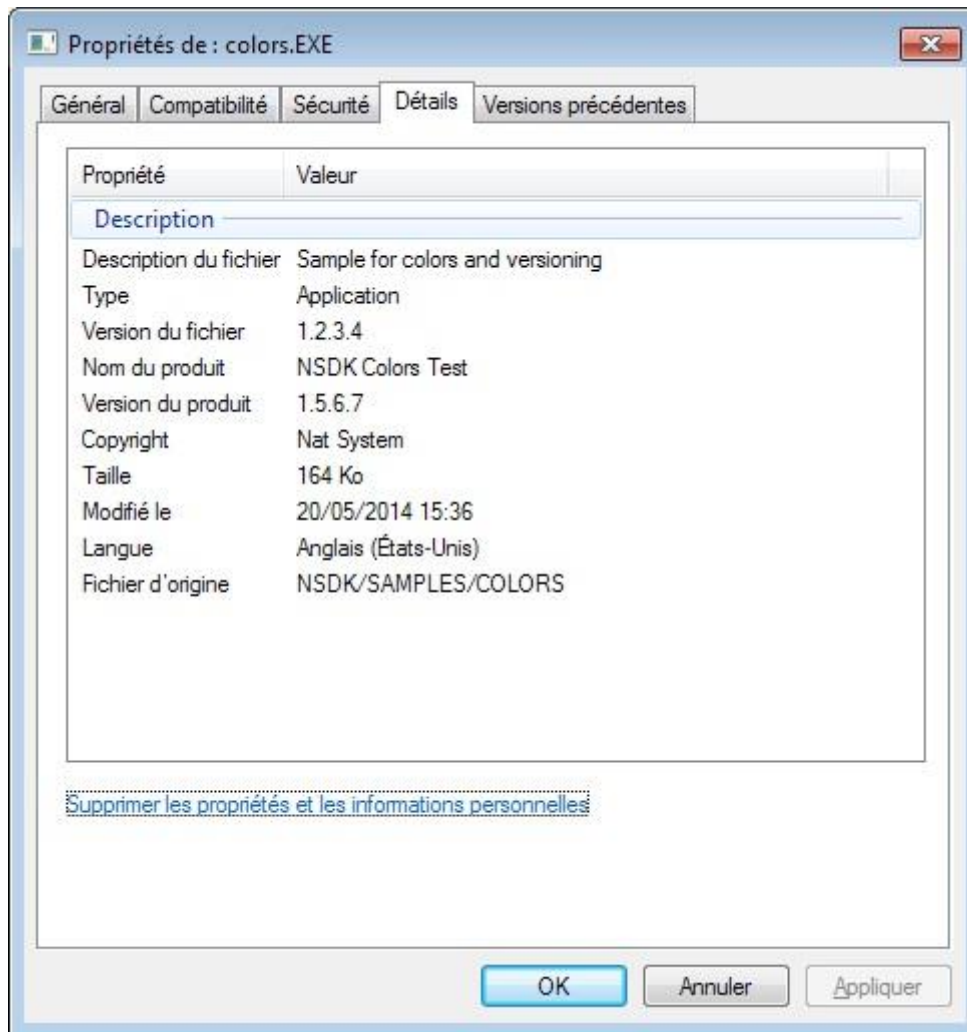 Propriétés de : colors.EXE
Général Compatibilité Sécurité Détails Versions précédentes
Propriété Valeur
Description
Description du fichier Sample for colors and versioning
Type Application
Version du fichier 1.2.3.4
Nom du produit NSDK Colors Test
Version du produit 1.5.6.7
Copyright Nat System
Taille 164 Ko
Modifié le 20/05/2014 15:36
Langue Anglais (États-Unis)
Fichier d'origine NSDK/SAMPLES/COLORS
Supprimer les propriétés et les informations personnelles
OK Annuler Appliquer